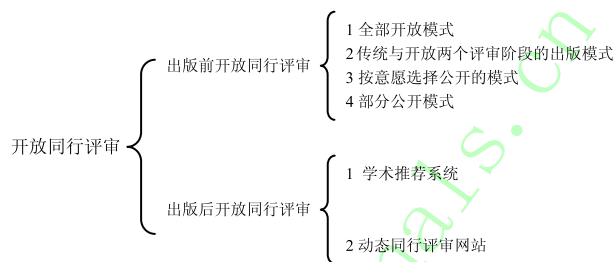 1 全部开放模式
2 传统与开放两个评审阶段的出版模式
出版前开放同行评审
3 按意愿选择公开的模式
4 部分公开模式
开放同行评审
1 学术推荐系统
出版后开放同行评审
2 动态同行评审网站
nals.cn